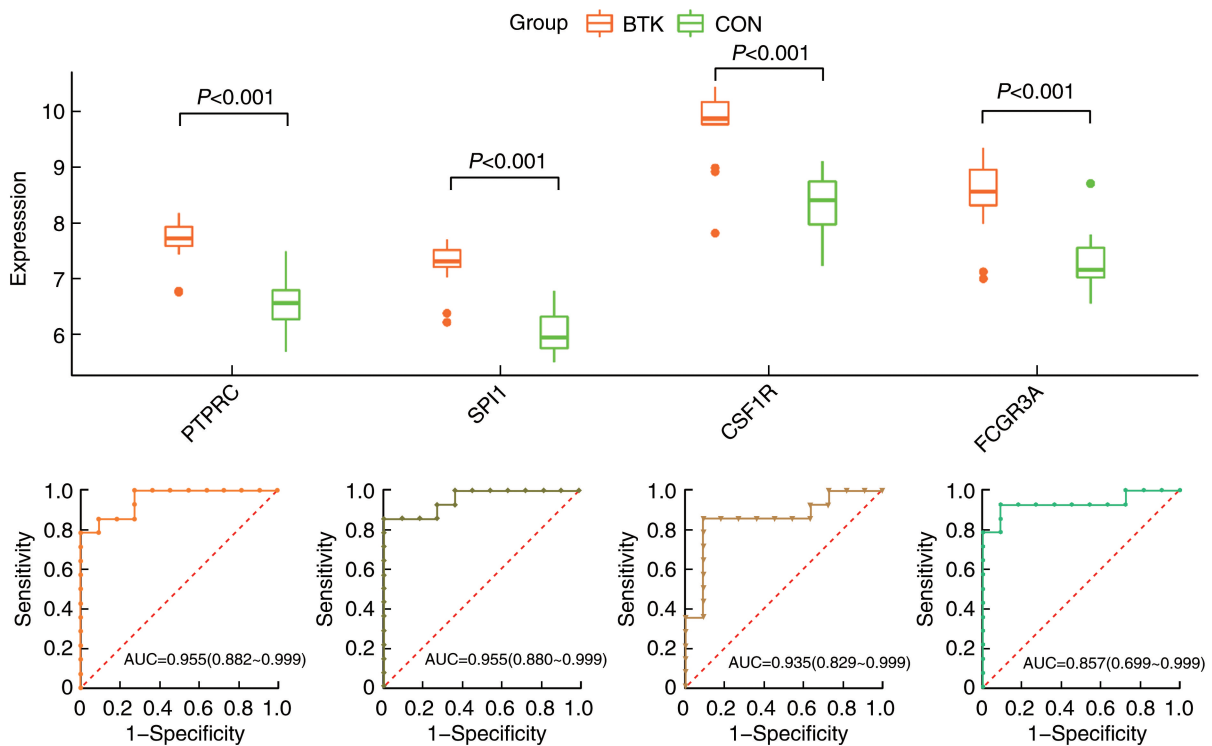 Group BTK CON
P<0.001
P<0.001
P<0.001
P<0.001
Expresssion
10
9
8
7
6
PTPRC
SPI1
CSF1R
FCGR3A
Sensitivity
1.0
0.8
0.6
0.4
0.2
0
AUC=0.955(0.882~0.999)
0 0.2 0.4 0.6 0.8 1.0
1−Specificity
Sensitivity
1.0
0.8
0.6
0.4
0.2
0
AUC=0.955(0.880~0.999)
0 0.2 0.4 0.6 0.8 1.0
1−Specificity
Sensitivity
1.0
0.8
0.6
0.4
0.2
0
AUC=0.935(0.829~0.999)
0 0.2 0.4 0.6 0.8 1.0
1−Specificity
Sensitivity
1.0
0.8
0.6
0.4
0.2
0
AUC=0.857(0.699~0.999)
0 0.2 0.4 0.6 0.8 1.0
1−Specificity